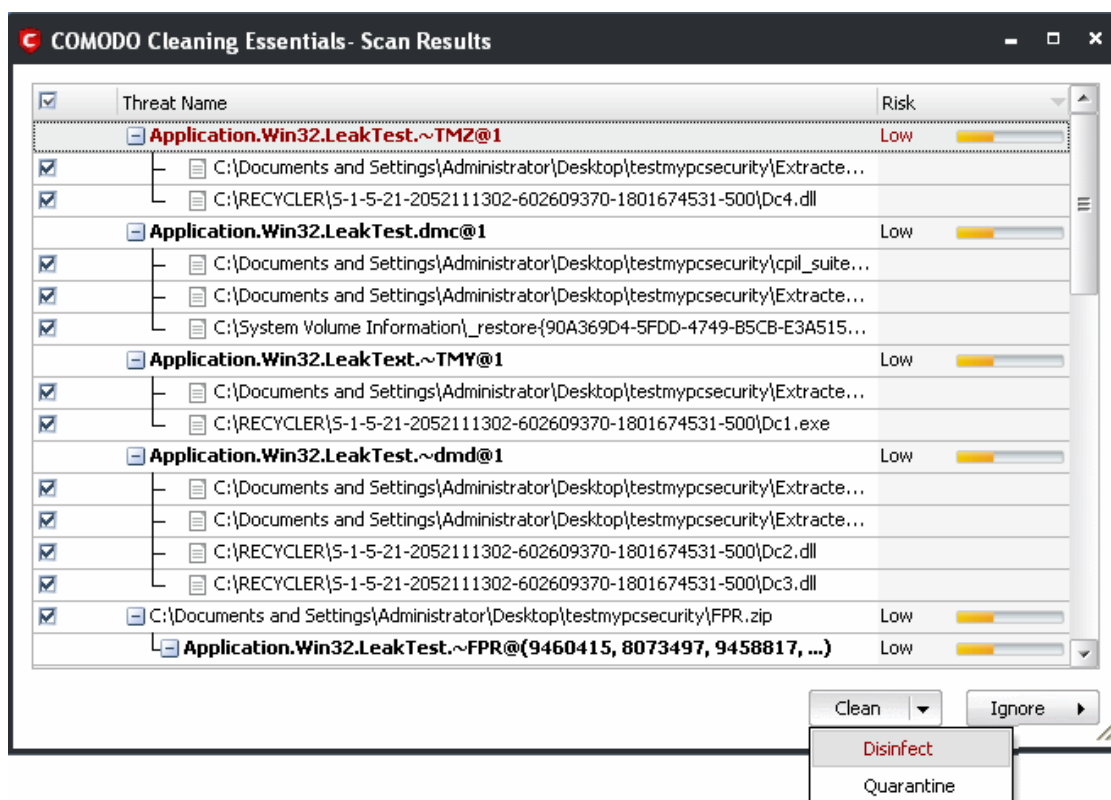 COMODO Cleaning Essentials- Scan Results
Threat Name Risk
Application.Win32.LeakTest.~TMZ@1 Low
C:\Documents and Settings\Administrator\Desktop\testmypcsecurity\Extracte...
C:\RECYCLER\S-1-5-21-2052111302-602609370-1801674531-500\Dc4.dll
Application.Win32.LeakTest.dmc@1 Low
C:\Documents and Settings\Administrator\Desktop\testmypcsecurity\cpil_suite...
C:\Documents and Settings\Administrator\Desktop\testmypcsecurity\Extracte...
C:\System Volume Information\_restore{90A369D4-5FDD-4749-B5CB-E3A515...
Application.Win32.LeakText.~TMY@1 Low
C:\Documents and Settings\Administrator\Desktop\testmypcsecurity\Extracte...
C:\RECYCLER\S-1-5-21-2052111302-602609370-1801674531-500\Dc1.exe
Application.Win32.LeakTest.~dmd@1 Low
C:\Documents and Settings\Administrator\Desktop\testmypcsecurity\Extracte...
C:\Documents and Settings\Administrator\Desktop\testmypcsecurity\Extracte...
C:\RECYCLER\S-1-5-21-2052111302-602609370-1801674531-500\Dc2.dll
C:\RECYCLER\S-1-5-21-2052111302-602609370-1801674531-500\Dc3.dll
C:\Documents and Settings\Administrator\Desktop\testmypcsecurity\FPR.zip Low
Application.Win32.LeakTest.~FPR@(9460415, 8073497, 9458817, ...) Low
Clean Ignore
Disinfect
Quarantine